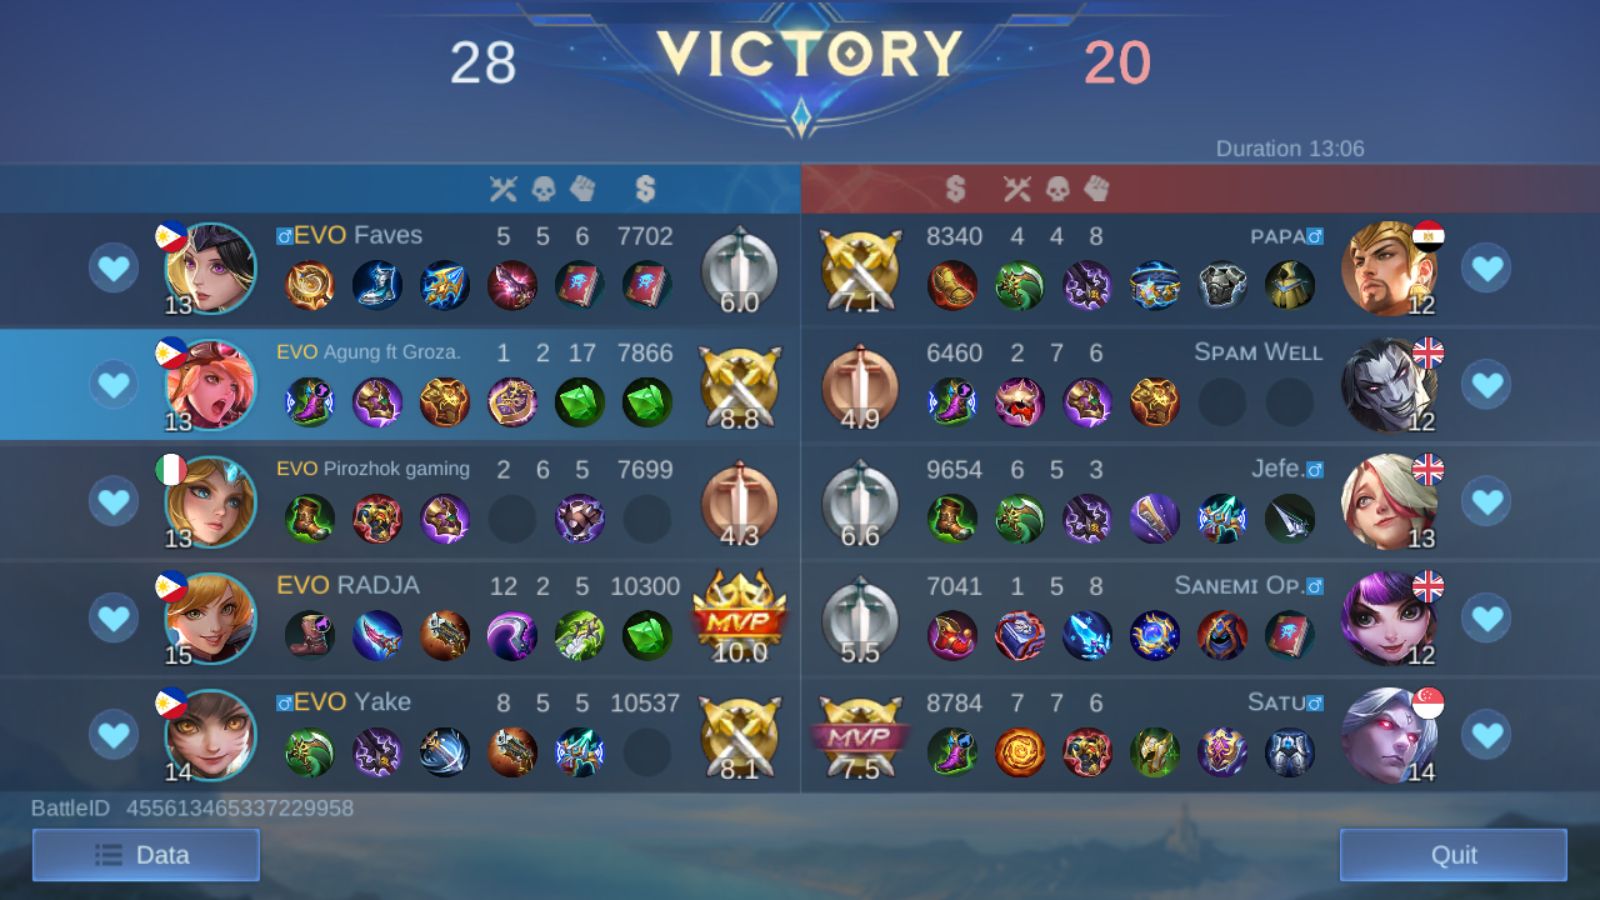 28 VICTORY 20
Duration 13:06
EVO Faves 5 5 6 7702
13 6.0
8340 4 4 8 PAPA
7.1 12
EVO Agung ft Groza. 1 2 17 7866
13 8.8
6460 2 7 6 SPAM WELL
4.9 12
EVO Pirozhok gaming 2 6 5 7699
13 4.3
9654 6 5 3 Jefe.
6.6 13
EVO RADJA 12 2 5 10300
15 MVP 10.0
7041 1 5 8 SANEMI OP.
5.5 12
EVO Yake 8 5 5 10537
14 8.1
8784 7 7 6 SATU
MVP 7.5 14
BattleID 455613465337229958
Data
Quit